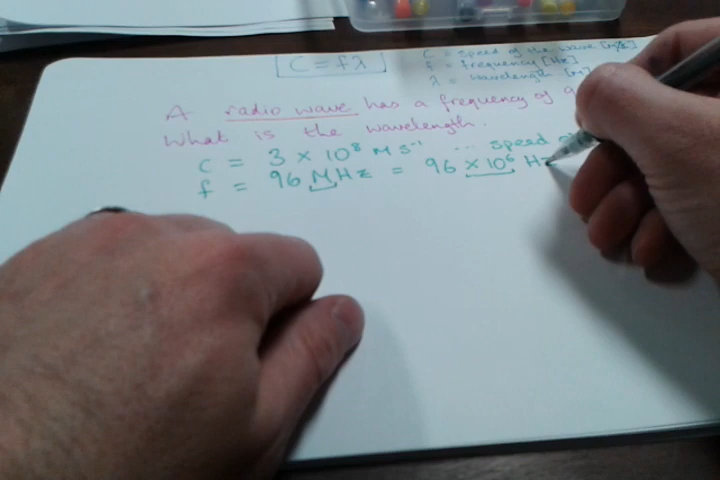 C = fλ
C = speed of the wave [m/s]
f = frequency [Hz]
λ = wavelength [m]
A radio wave has a frequency of 9
What is the wavelength.
c = 3 × 10⁸ m s⁻¹ ... speed o
f = 96 MHz = 96 × 10⁶ Hz